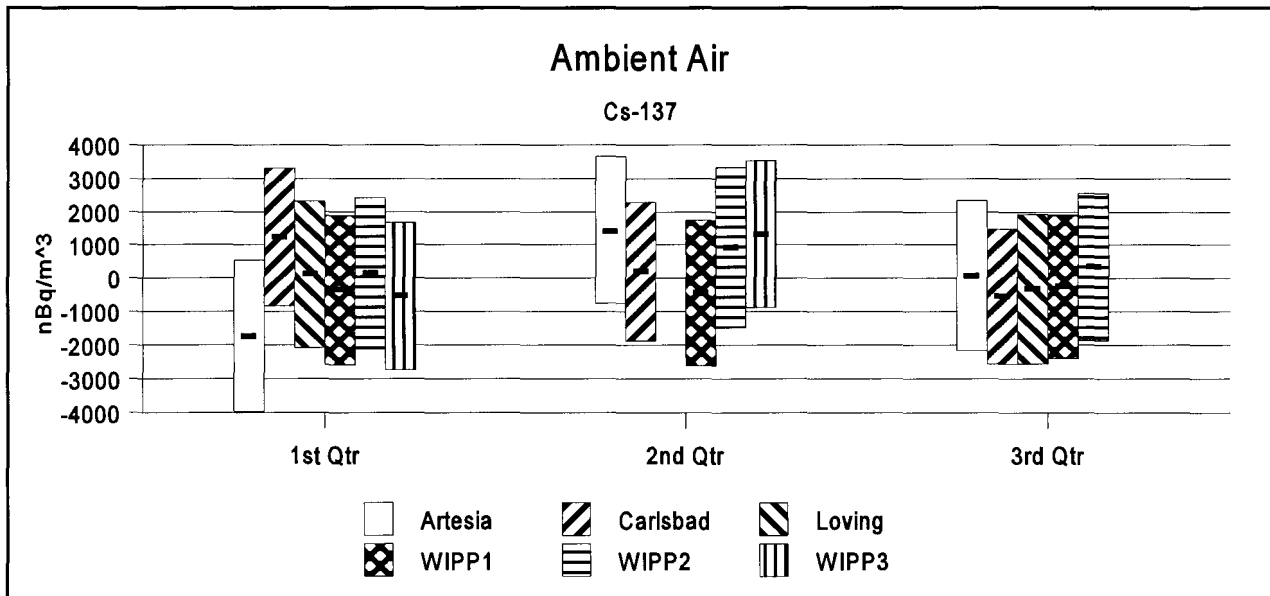 Ambient Air
Cs-137
nBq/m^3
4000
3000
2000
1000
0
-1000
-2000
-3000
-4000
1st Qtr 2nd Qtr 3rd Qtr
Artesia Carlsbad Loving
WIPP1 WIPP2 WIPP3